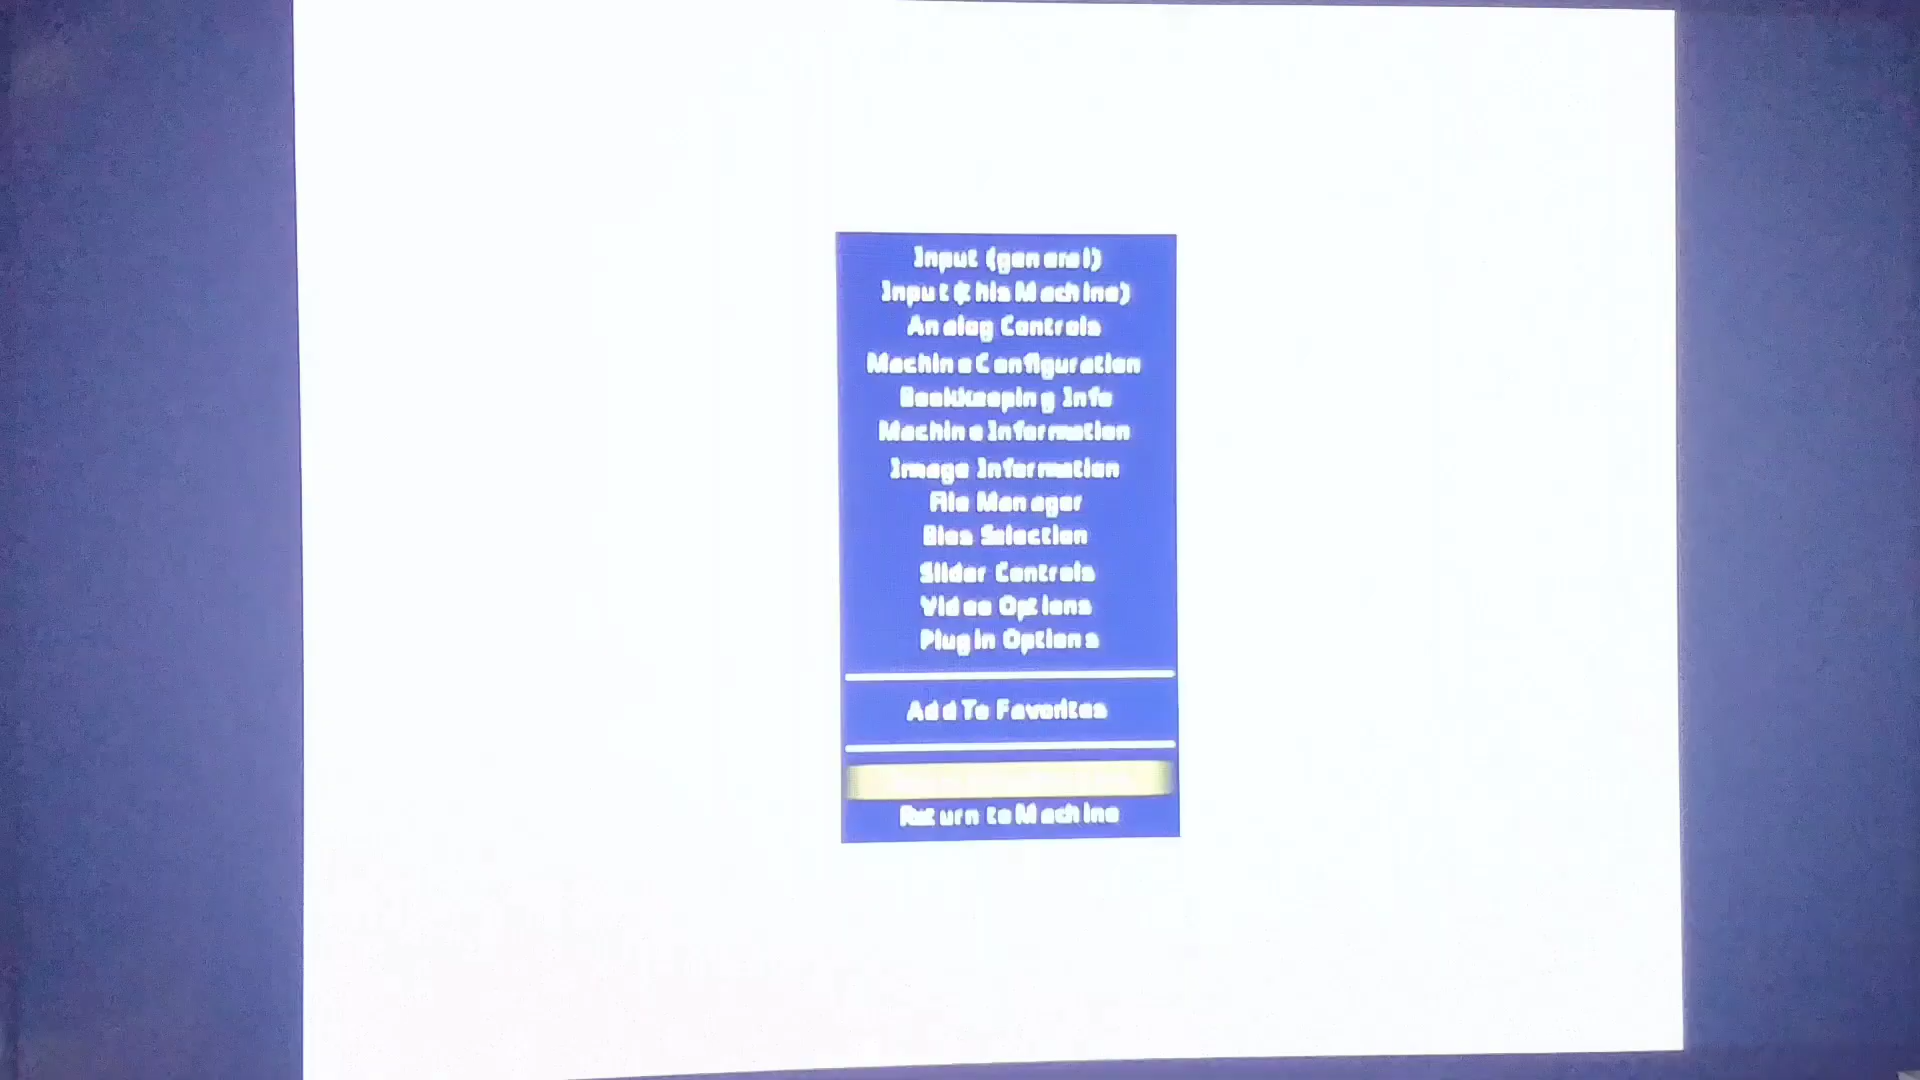 Input (general)
Input (this Machine)
Analog Controls
Machine Configuration
Bookkeeping Info
Machine Information
Image Information
File Manager
Bios Selection
Slider Controls
Video Options
Plugin Options
Add To Favorites
Return to Machine